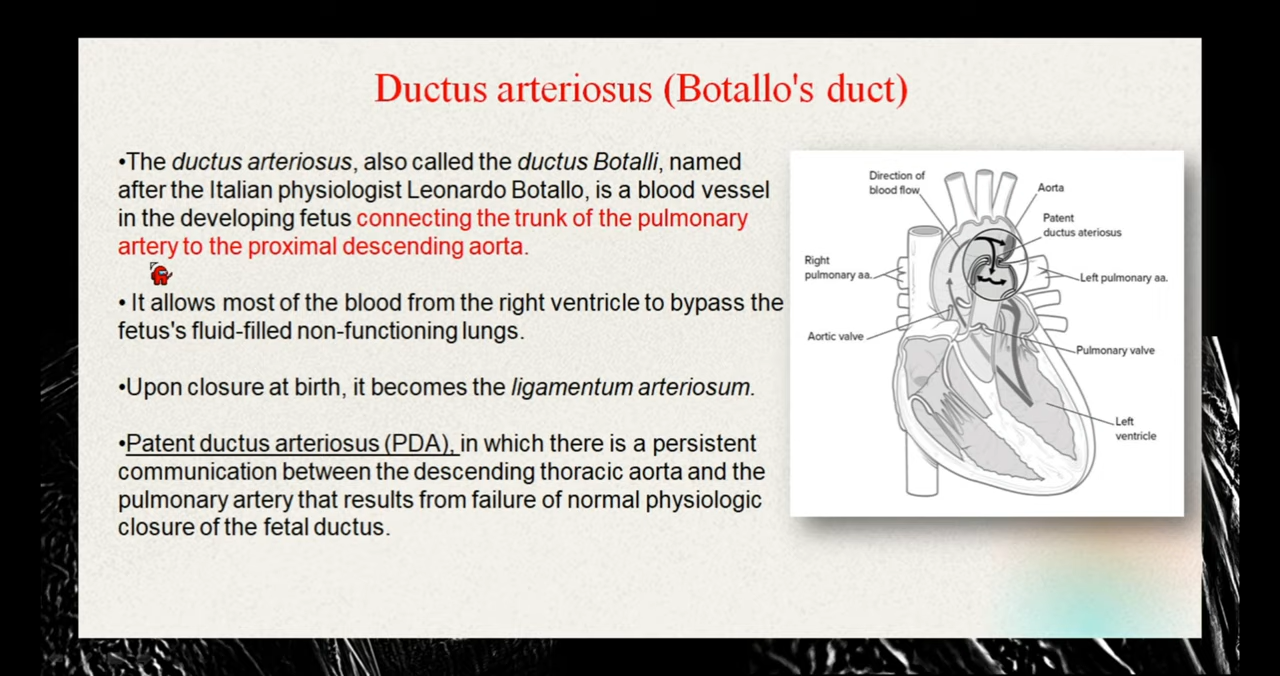 Ductus arteriosus (Botallo's duct)
•The ductus arteriosus, also called the ductus Botalli, named
after the Italian physiologist Leonardo Botallo, is a blood vessel
in the developing fetus connecting the trunk of the pulmonary
artery to the proximal descending aorta.
• It allows most of the blood from the right ventricle to bypass the
fetus's fluid-filled non-functioning lungs.
•Upon closure at birth, it becomes the ligamentum arteriosum.
•Patent ductus arteriosus (PDA), in which there is a persistent
communication between the descending thoracic aorta and the
pulmonary artery that results from failure of normal physiologic
closure of the fetal ductus.
Direction of
blood flow
Aorta
Patent
ductus ateriosus
Right
pulmonary aa.
Left pulmonary aa.
Aortic valve
Pulmonary valve
Left
ventricle